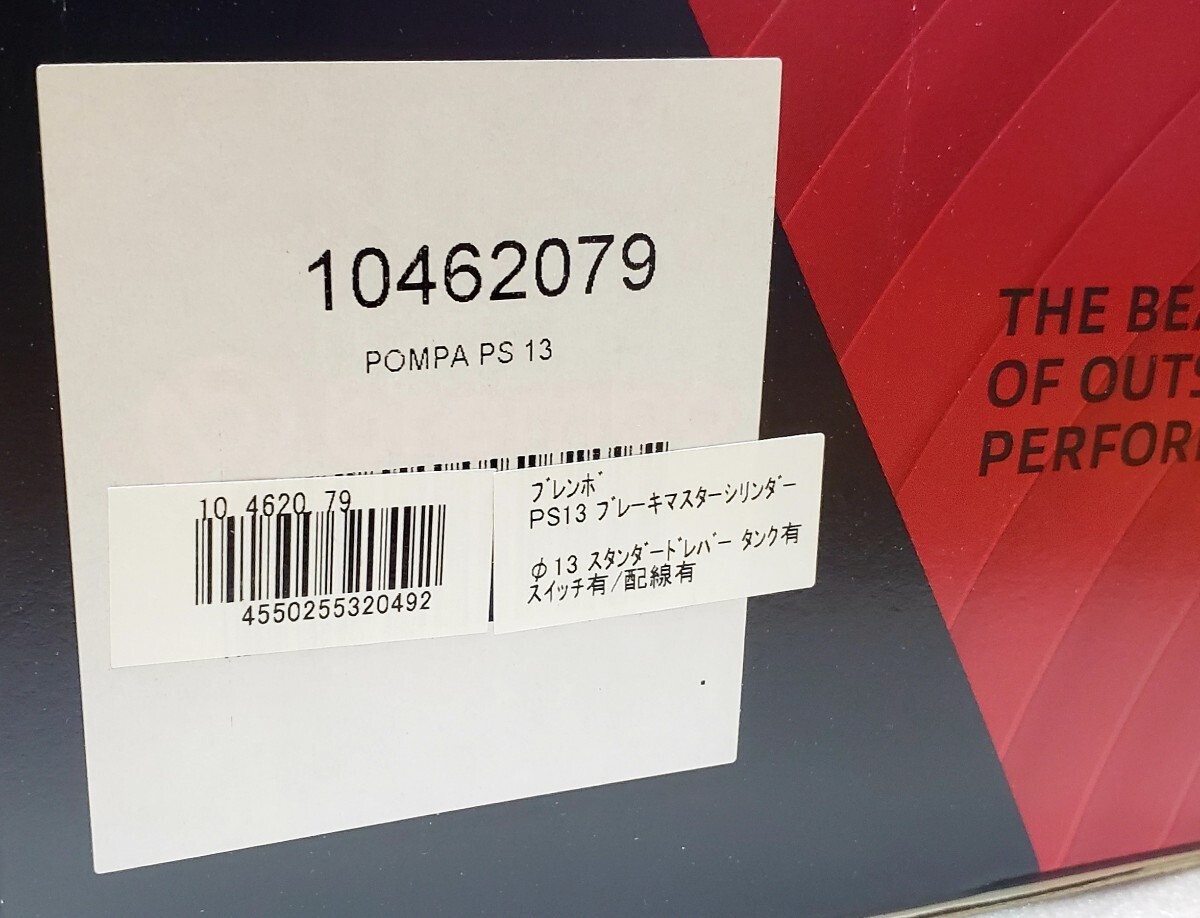 10462079
POMPA PS 13
10 4620 79
4550255320492
ブレンボ
PS13 ブレーキマスターシリンダー
φ13 スタンダードレバー タンク有
スイッチ有/配線有
THE BEA
OF OUTS
PERFOR